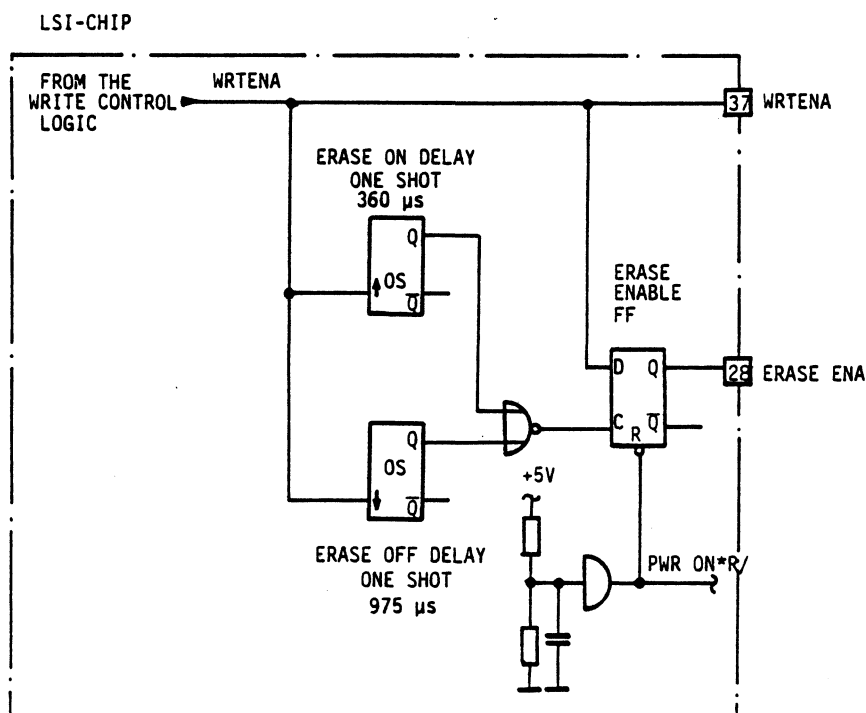 LSI-CHIP
FROM THE
WRITE CONTROL
LOGIC
WRTENA
37 WRTENA
ERASE ON DELAY
ONE SHOT
360 µs
Q
OS
Q̅
ERASE
ENABLE
FF
D Q
28 ERASE ENA
C Q̅
R
Q
OS
Q̅
+5V
ERASE OFF DELAY
ONE SHOT
975 µs
PWR ON*R/